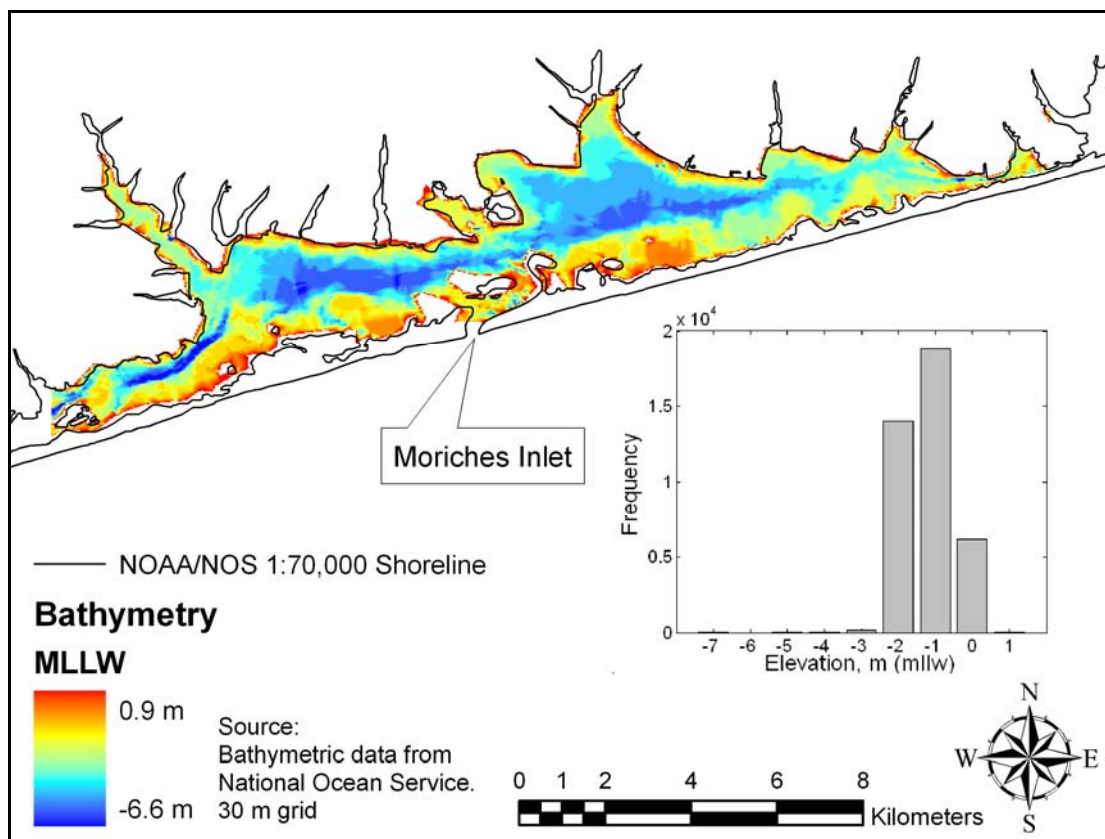 Moriches Inlet
2 x 10⁴
1.5
1
0.5
0
Frequency
-7 -6 -5 -4 -3 -2 -1 0 1
Elevation, m (mllw)
NOAA/NOS 1:70,000 Shoreline
Bathymetry
MLLW
0.9 m
-6.6 m
Source:
Bathymetric data from
National Ocean Service.
30 m grid
0 1 2 4 6 8
Kilometers
N
W E
S